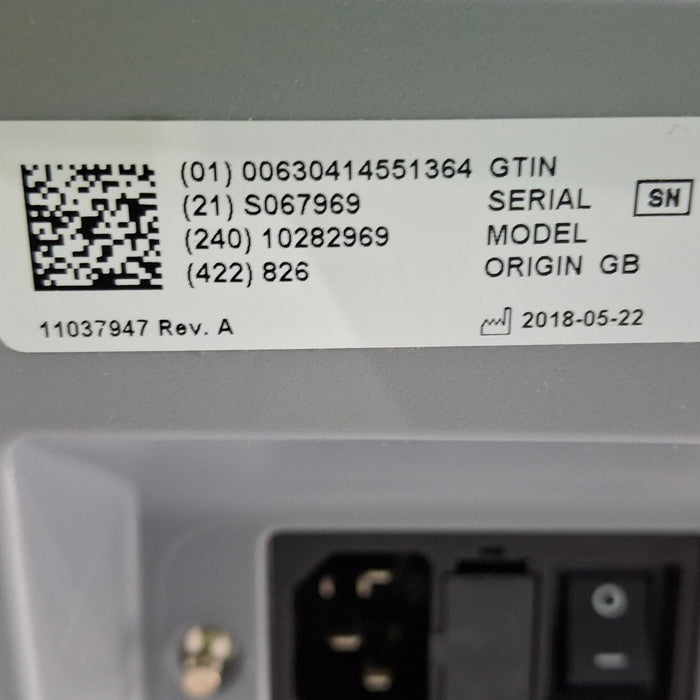 (01) 00630414551364 GTIN
(21) S067969 SERIAL SN
(240) 10282969 MODEL
(422) 826 ORIGIN GB
11037947 Rev. A 2018-05-22